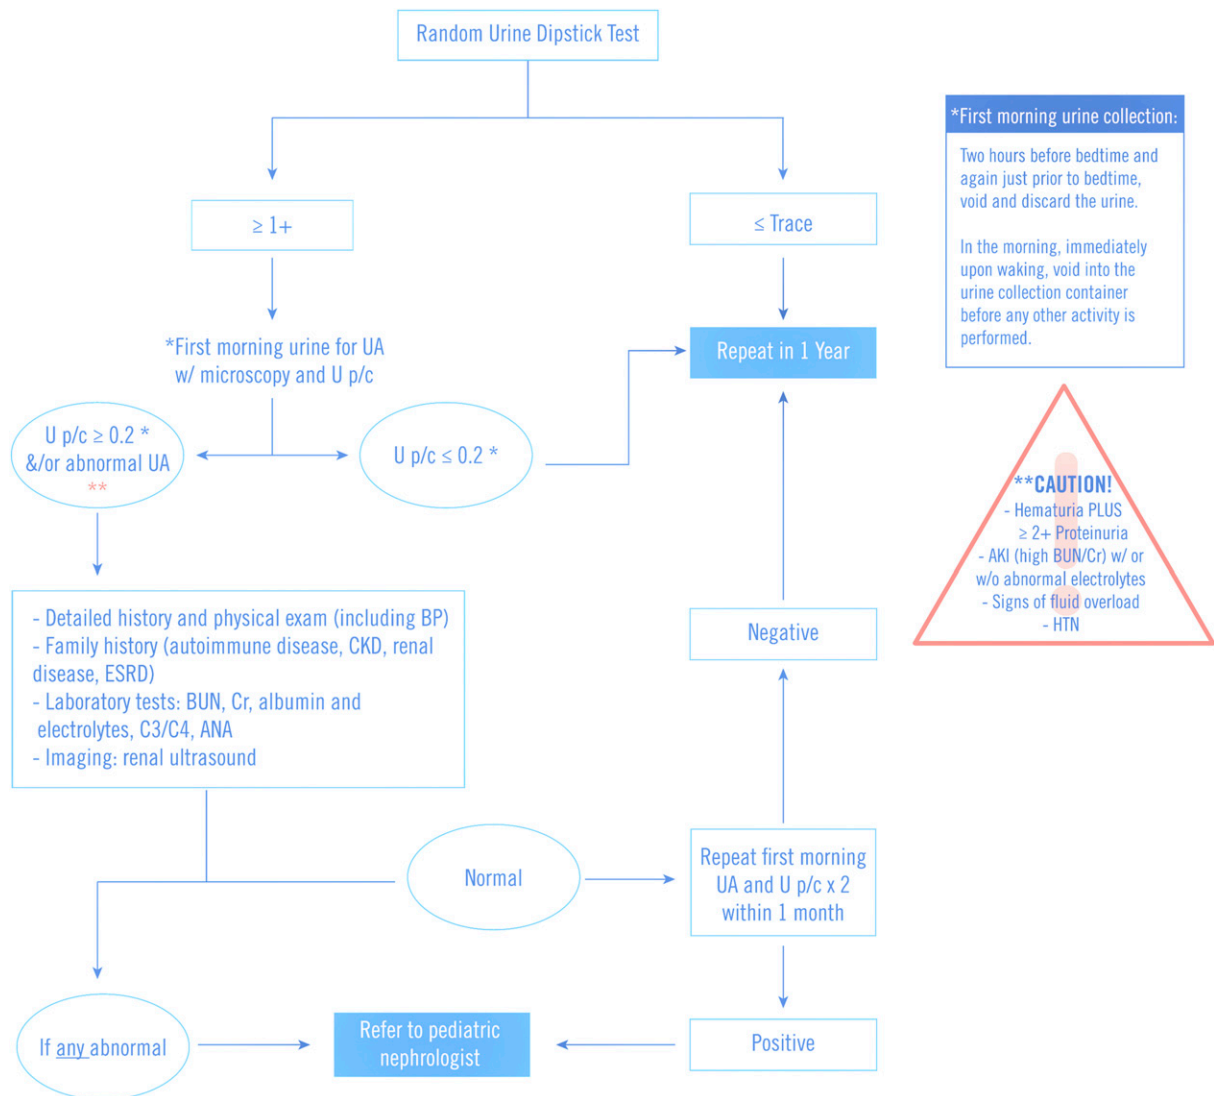 Random Urine Dipstick Test
≥ 1+
≤ Trace
*First morning urine for UA
w/ microscopy and U p/c
Repeat in 1 Year
U p/c ≥ 0.2 *
&/or abnormal UA
**
U p/c ≤ 0.2 *
- Detailed history and physical exam (including BP)
- Family history (autoimmune disease, CKD, renal
disease, ESRD)
- Laboratory tests: BUN, Cr, albumin and
electrolytes, C3/C4, ANA
- Imaging: renal ultrasound
Negative
Normal
Repeat first morning
UA and U p/c x 2
within 1 month
If any abnormal
Refer to pediatric
nephrologist
Positive
*First morning urine collection:
Two hours before bedtime and
again just prior to bedtime,
void and discard the urine.
In the morning, immediately
upon waking, void into the
urine collection container
before any other activity is
performed.
**CAUTION!
- Hematuria PLUS
≥ 2+ Proteinuria
- AKI (high BUN/Cr) w/ or
w/o abnormal electrolytes
- Signs of fluid overload
- HTN